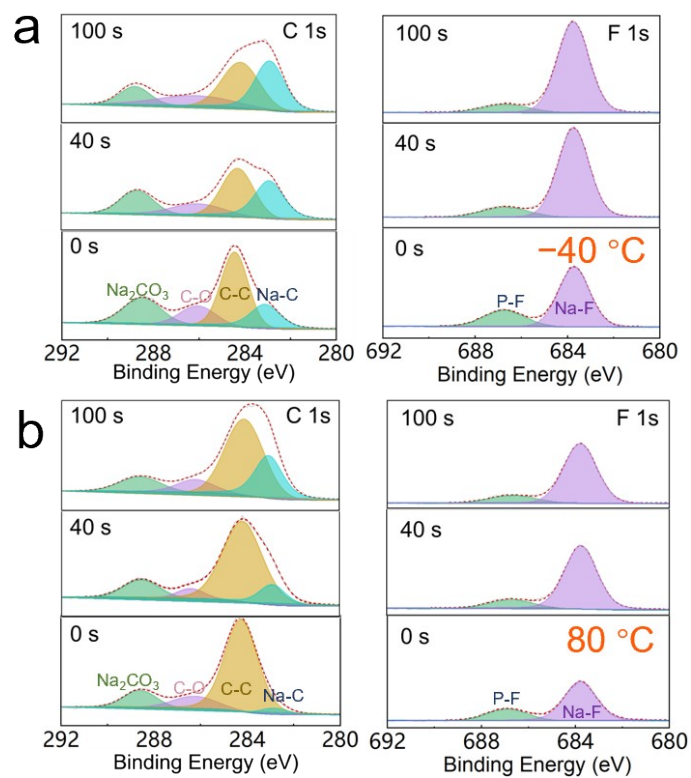 a
100 s C 1s
40 s
0 s
Na₂CO₃ C-O C-C Na-C
292 288 284 280
Binding Energy (eV)
100 s F 1s
40 s
0 s −40 °C
P-F Na-F
692 688 684 680
Binding Energy (eV)
b
100 s C 1s
40 s
0 s
Na₂CO₃ C-O C-C Na-C
292 288 284 280
Binding Energy (eV)
100 s F 1s
40 s
0 s 80 °C
P-F Na-F
692 688 684 680
Binding Energy (eV)